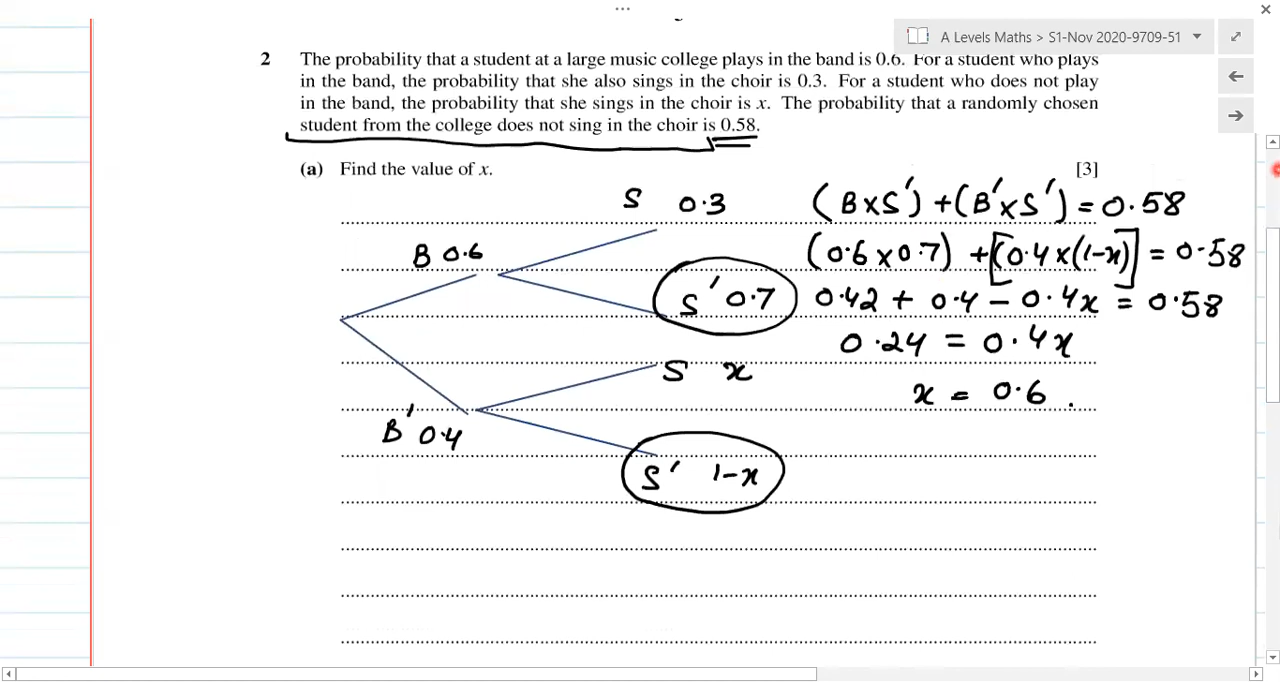 A Levels Maths > S1-Nov 2020-9709-51
2 The probability that a student at a large music college plays in the band is 0.6. For a student who plays
in the band, the probability that she also sings in the choir is 0.3. For a student who does not play
in the band, the probability that she sings in the choir is x. The probability that a randomly chosen
student from the college does not sing in the choir is 0.58.
(a) Find the value of x. [3]
S 0.3
B 0.6
S' 0.7
S x
B' 0.4
S' 1-x
(B×S') + (B'×S') = 0.58
(0.6×0.7) + [0.4×(1-x)] = 0.58
0.42 + 0.4 - 0.4x = 0.58
0.24 = 0.4x
x = 0.6.